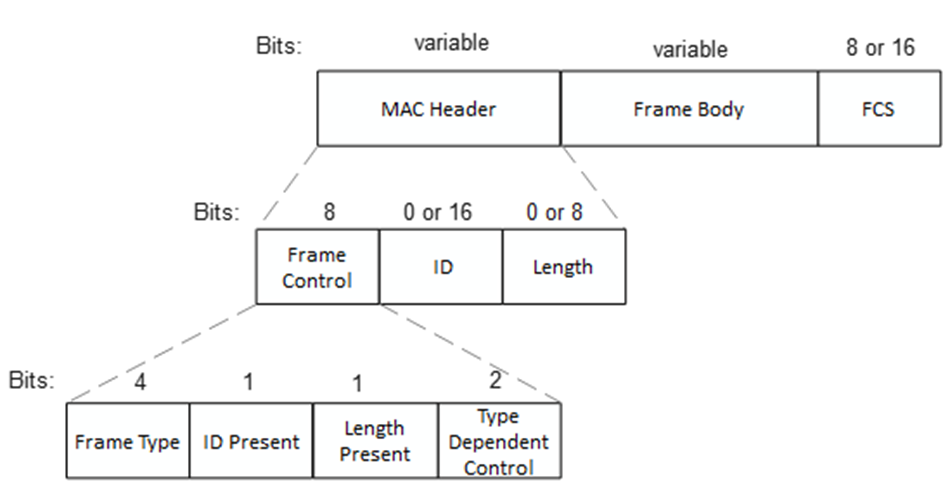 Bits: variable variable 8 or 16
MAC Header Frame Body FCS
Bits: 8 0 or 16 0 or 8
Frame
Control ID Length
Bits: 4 1 1 2
Frame Type ID Present Length
Present Type
Dependent
Control